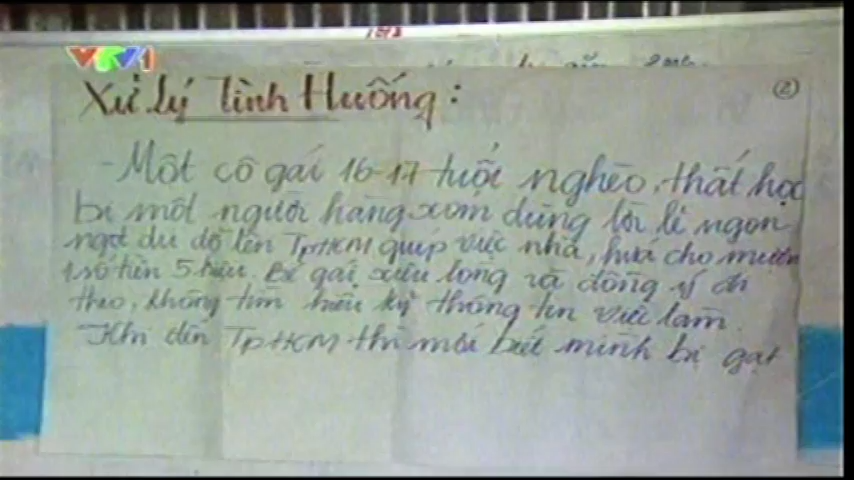 VTV1
Xử lý Tình Huống:
2
- Một cô gái 16-17 tuổi nghèo, thất học
bị một người hàng xóm dùng lời lẽ ngon
ngọt dụ dỗ lên TpHCM giúp việc nhà, hứa cho mướn
1 số tiền 5 triệu. Bé gái xiêu lòng và đồng ý đi
theo, không tìm hiểu kỹ thông tin việc làm.
Khi đến TpHCM thì mới biết mình bị gạt